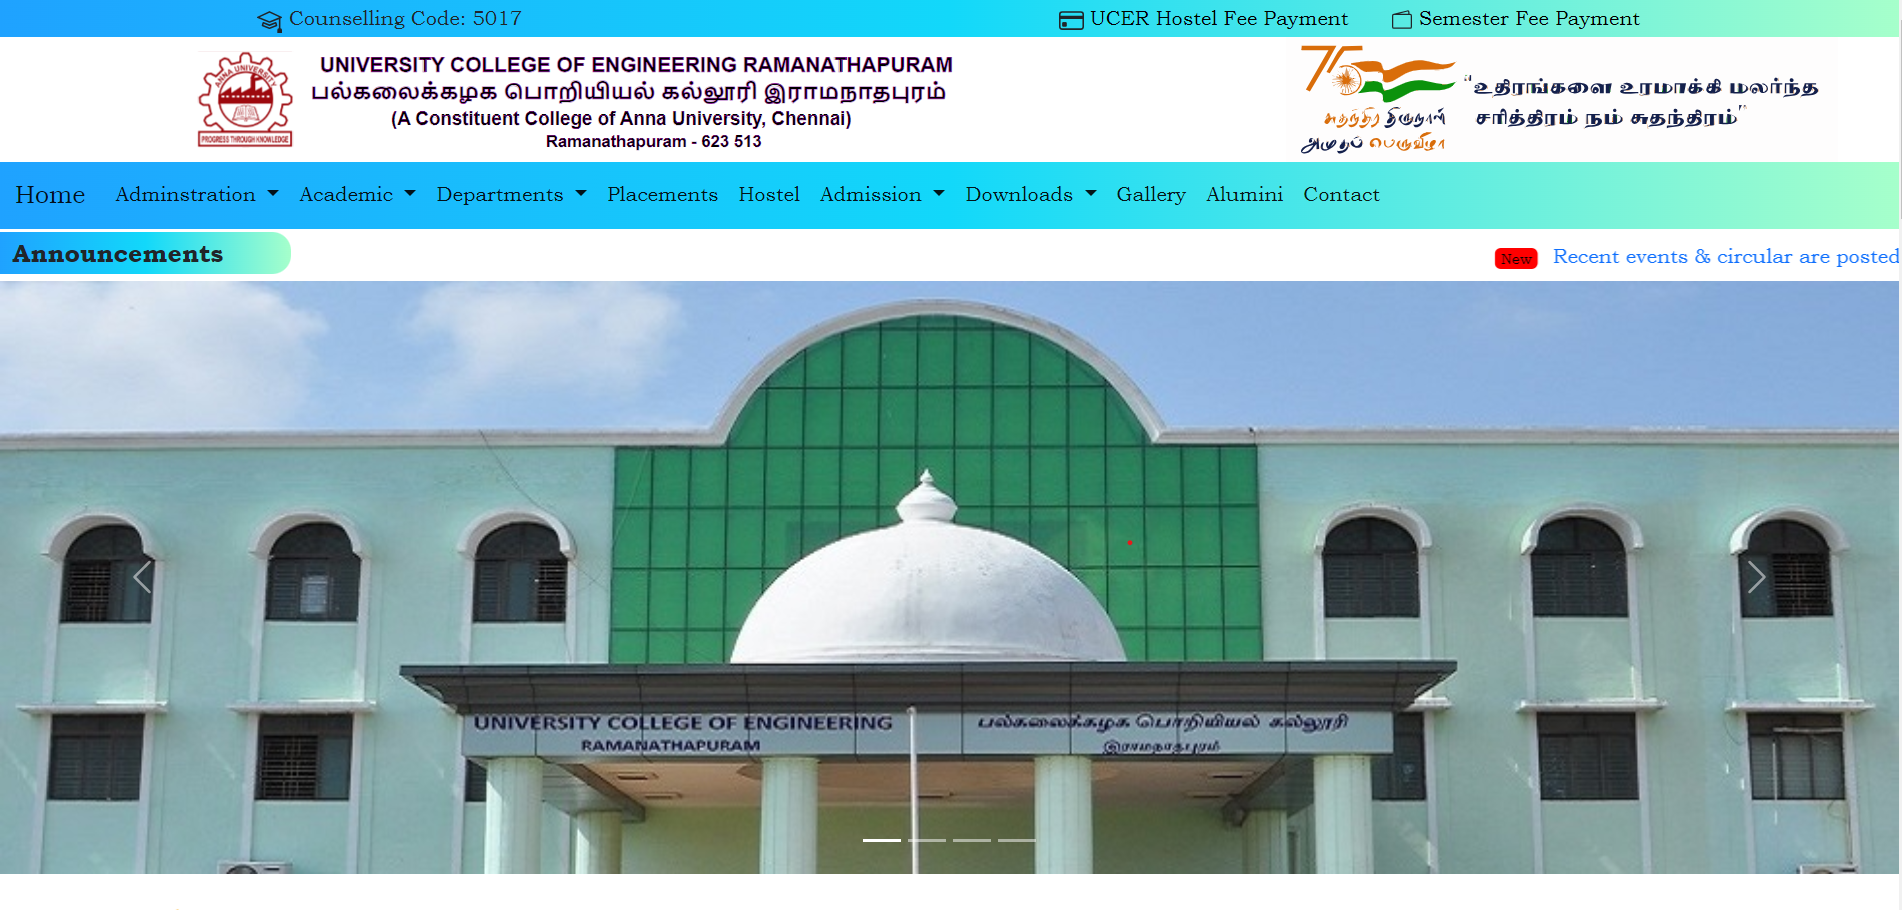 Counselling Code: 5017
UCER Hostel Fee Payment
Semester Fee Payment
ANNA UNIVERSITY
PROGRESS THROUGH KNOWLEDGE
UNIVERSITY COLLEGE OF ENGINEERING RAMANATHAPURAM
பல்கலைக்கழக பொறியியல் கல்லூரி இராமநாதபுரம்
(A Constituent College of Anna University, Chennai)
Ramanathapuram - 623 513
75
சுதந்திர திருநாள்
அமுதப் பெருவிழா
“உதிரங்களை உரமாக்கி மலர்ந்த
சரித்திரம் நம் சுதந்திரம்”
Home Adminstration Academic Departments Placements Hostel Admission Downloads Gallery Alumini Contact
Announcements
New Recent events & circular are posted
UNIVERSITY COLLEGE OF ENGINEERING
RAMANATHAPURAM
பல்கலைக்கழக பொறியியல் கல்லூரி
இராமநாதபுரம்